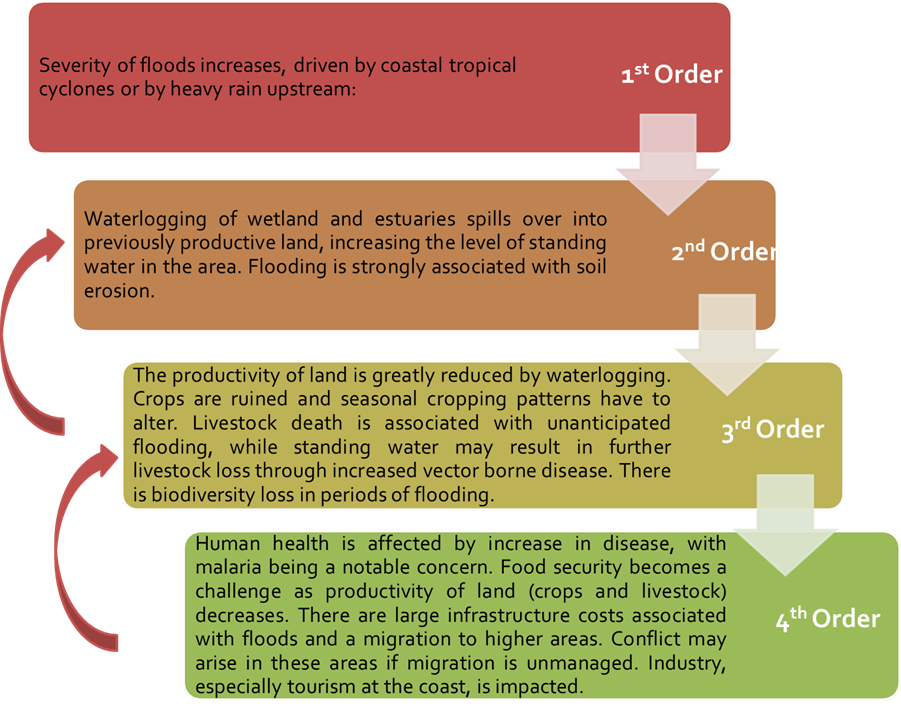 Severity of floods increases, driven by coastal tropical
cyclones or by heavy rain upstream:
1st Order
Waterlogging of wetland and estuaries spills over into
previously productive land, increasing the level of standing
water in the area. Flooding is strongly associated with soil
erosion.
2nd Order
The productivity of land is greatly reduced by waterlogging.
Crops are ruined and seasonal cropping patterns have to
alter. Livestock death is associated with unanticipated
flooding, while standing water may result in further
livestock loss through increased vector borne disease. There
is biodiversity loss in periods of flooding.
3rd Order
Human health is affected by increase in disease, with
malaria being a notable concern. Food security becomes a
challenge as productivity of land (crops and livestock)
decreases. There are large infrastructure costs associated
with floods and a migration to higher areas. Conflict may
arise in these areas if migration is unmanaged. Industry,
especially tourism at the coast, is impacted.
4th Order